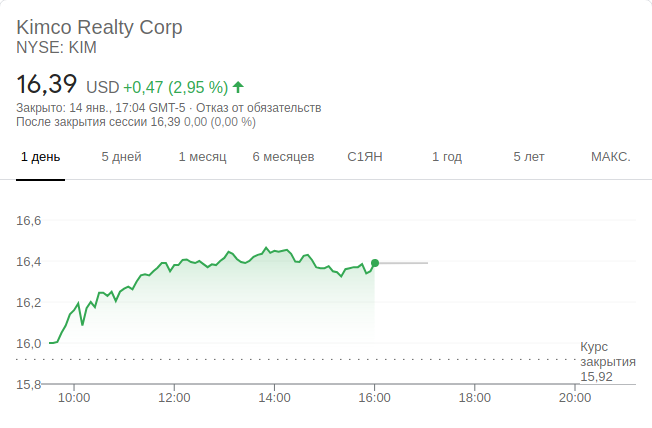 Kimco Realty Corp
NYSE: KIM
16,39 USD +0,47 (2,95 %)
Закрыто: 14 янв., 17:04 GMT-5 · Отказ от обязательств
После закрытия сессии 16,39 0,00 (0,00 %)
1 день 5 дней 1 месяц 6 месяцев С1ЯН 1 год 5 лет МАКС.
16,6
16,4
16,2
16,0
Курс
закрытия
15,92
15,8
10:00 12:00 14:00 16:00 18:00 20:00